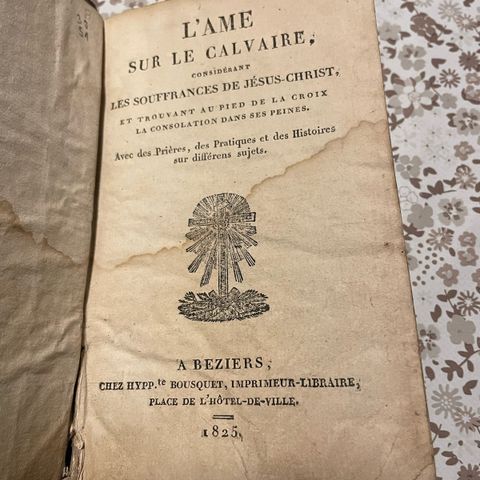 L'AME
SUR LE CALVAIRE,
CONSIDÉRANT
LES SOUFFRANCES DE JÉSUS-CHRIST,
ET TROUVANT AU PIED DE LA CROIX
LA CONSOLATION DANS SES PEINES.
Avec des Prières, des Pratiques et des Histoires
sur différens sujets.
A BEZIERS,
CHEZ HYPP.te BOUSQUET, IMPRIMEUR-LIBRAIRE,
PLACE DE L'HÔTEL-DE-VILLE.
1825.